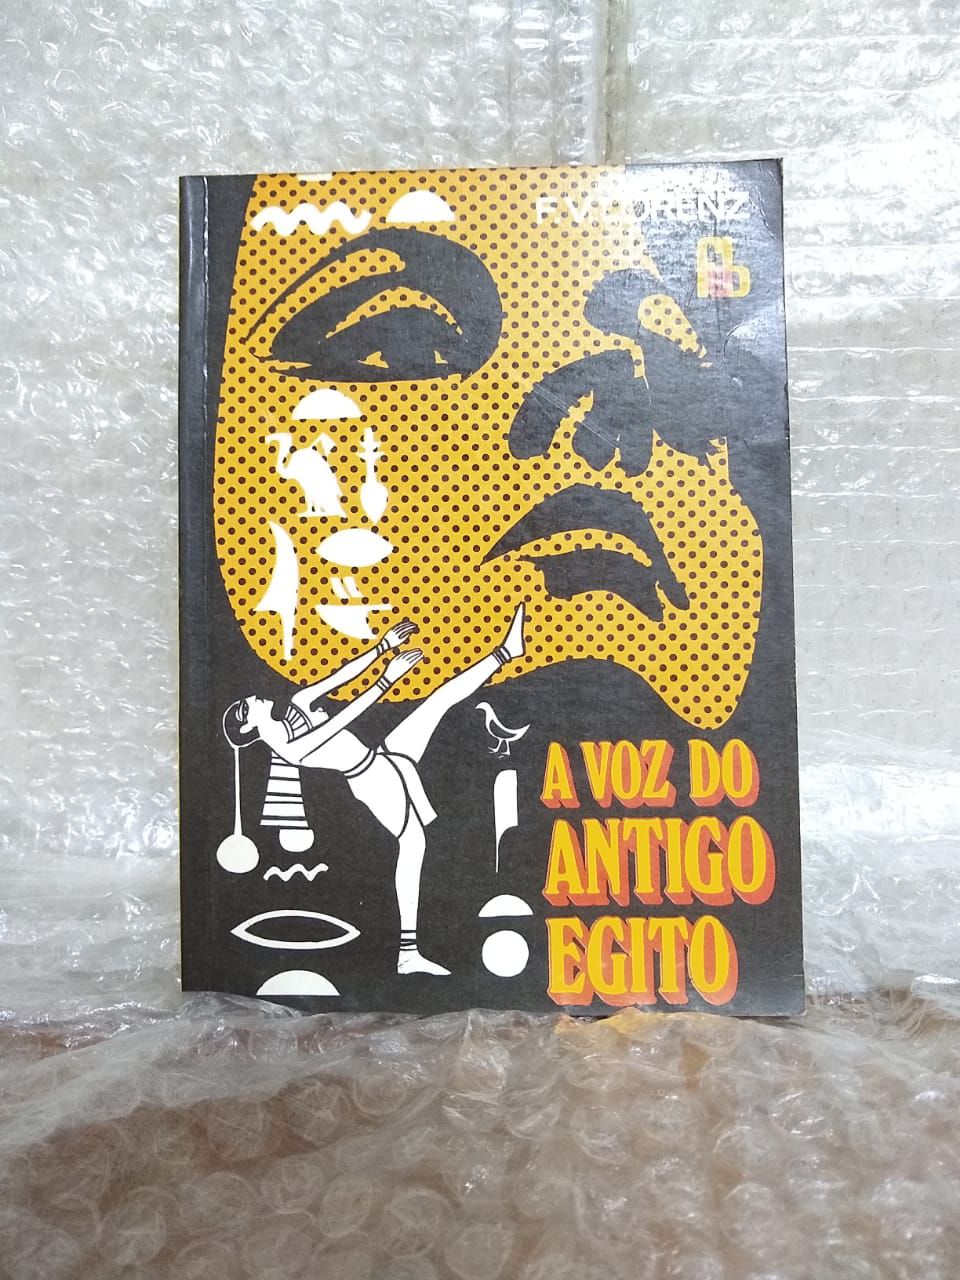 F. V. LORENZ
A VOZ DO
ANTIGO
EGITO